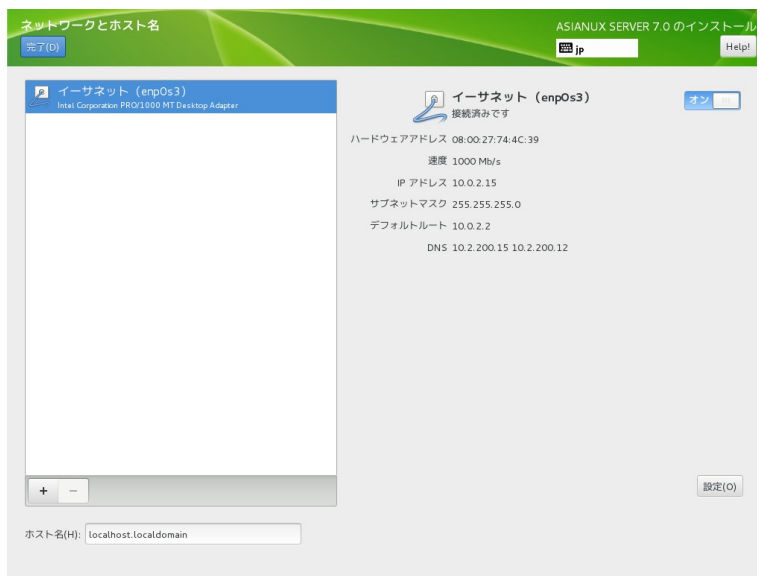 ネットワークとホスト名
ASIANUX SERVER 7.0 のインストール
完了(D)
jp
Help!
イーサネット (enp0s3)
Intel Corporation PRO/1000 MT Desktop Adapter
イーサネット (enp0s3)
接続済みです
オン
ハードウェアアドレス 08:00:27:74:4C:39
速度 1000 Mb/s
IP アドレス 10.0.2.15
サブネットマスク 255.255.255.0
デフォルトルート 10.0.2.2
DNS 10.2.200.15 10.2.200.12
+ −
設定(O)
ホスト名(H): localhost.localdomain